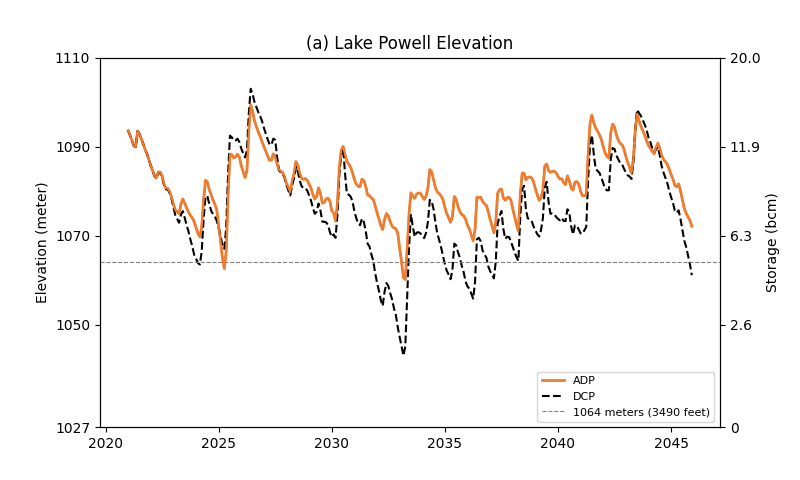 (a) Lake Powell Elevation
1110
1090
1070
1050
1027
Elevation (meter)
20.0
11.9
6.3
2.6
0
Storage (bcm)
2020
2025
2030
2035
2040
2045
ADP
DCP
1064 meters (3490 feet)